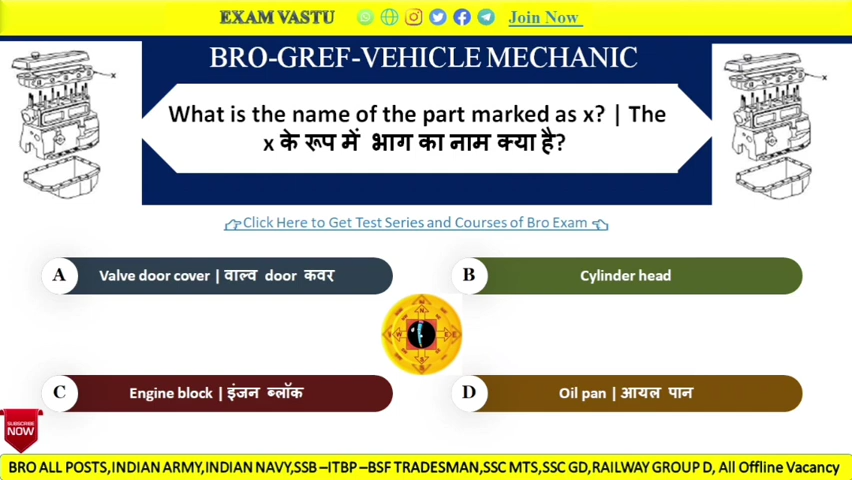 EXAM VASTU
Join Now
BRO-GREF-VEHICLE MECHANIC
x
What is the name of the part marked as x? | The
x के रूप में भाग का नाम क्या है?
x
Click Here to Get Test Series and Courses of Bro Exam
A Valve door cover | वाल्व door कवर
B Cylinder head
C Engine block | इंजन ब्लॉक
D Oil pan | आयल पान
SUBSCRIBE
NOW
BRO ALL POSTS,INDIAN ARMY,INDIAN NAVY,SSB –ITBP –BSF TRADESMAN,SSC MTS,SSC GD,RAILWAY GROUP D, All Offline Vacancy